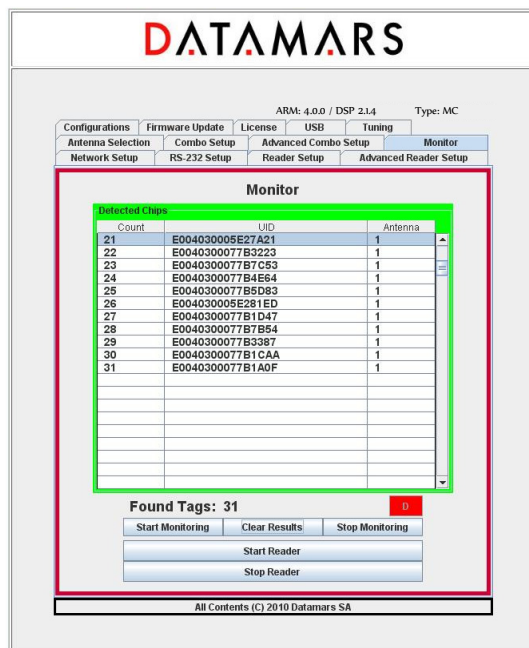 DATAMARS
ARM: 4.0.0 / DSP 2.1.4 Type: MC
Configurations Firmware Update License USB Tuning
Antenna Selection Combo Setup Advanced Combo Setup Monitor
Network Setup RS-232 Setup Reader Setup Advanced Reader Setup
Monitor
Detected Chips
Count UID Antenna
21 E004030005E27A21 1
22 E0040300077B3223 1
23 E0040300077B7C53 1
24 E0040300077B4E64 1
25 E0040300077B5D83 1
26 E004030005E281ED 1
27 E0040300077B1D47 1
28 E0040300077B7B54 1
29 E0040300077B3387 1
30 E0040300077B1CAA 1
31 E0040300077B1A0F 1
Found Tags: 31 D
Start Monitoring Clear Results Stop Monitoring
Start Reader
Stop Reader
All Contents (C) 2010 Datamars SA